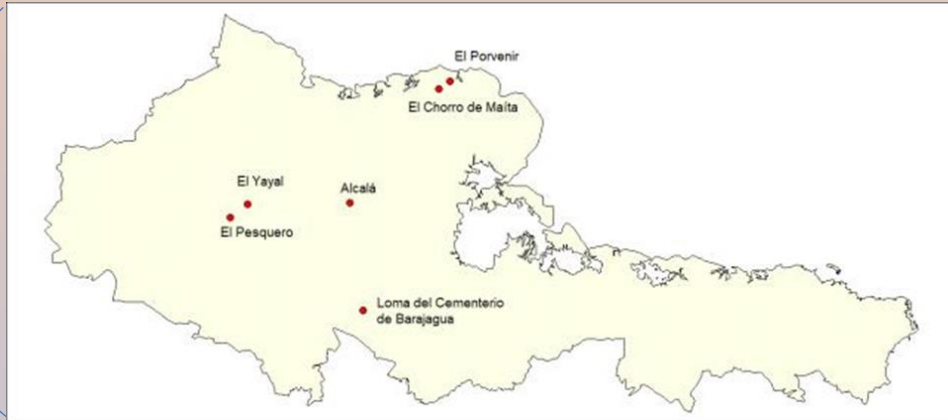 El Porvenir
El Chorro de Maíta
El Yayal
Alcalá
El Pesquero
Loma del Cementerio
de Barajagua